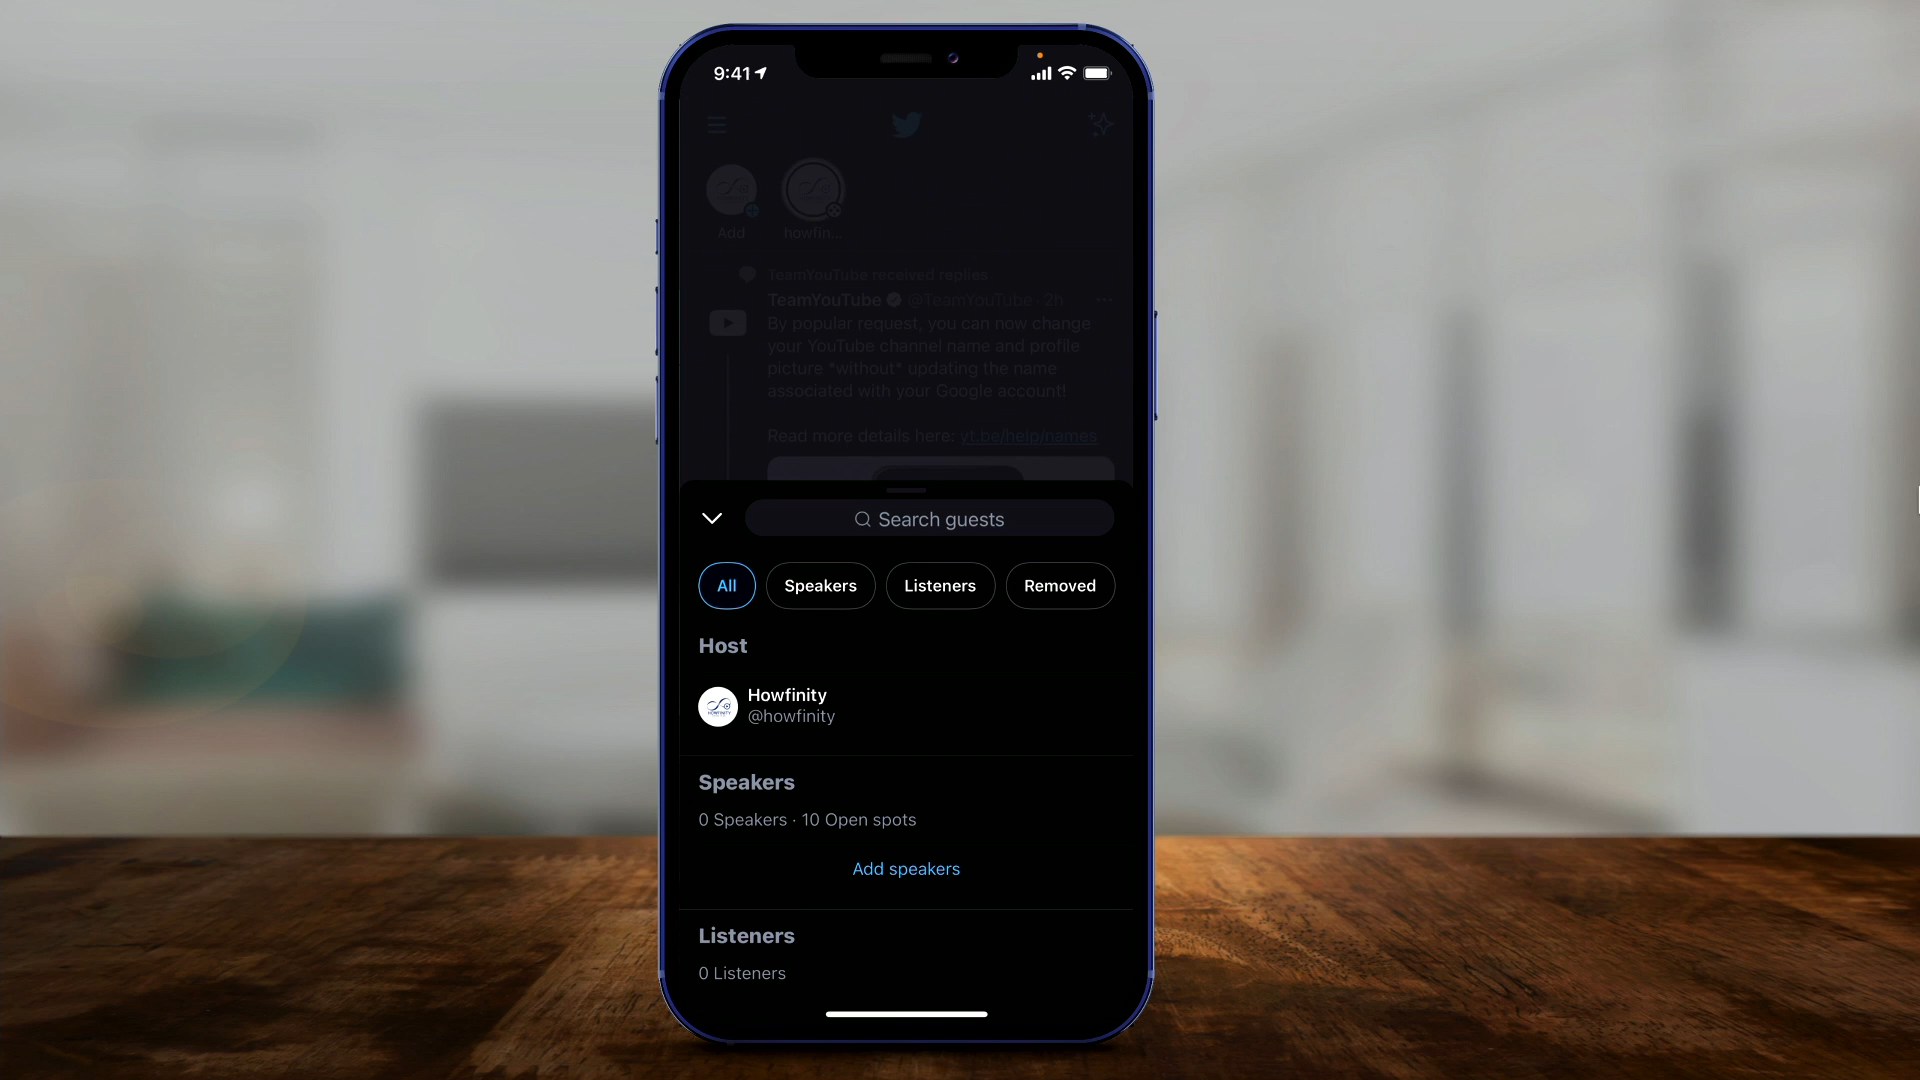 9:41
Add
howfin...
TeamYouTube received replies
TeamYouTube @TeamYouTube · 2h
By popular request, you can now change
your YouTube channel name and profile
picture *without* updating the name
associated with your Google account!
Read more details here: yt.be/help/names
Search guests
All
Speakers
Listeners
Removed
Host
HOWFINITY
Howfinity
@howfinity
Speakers
0 Speakers · 10 Open spots
Add speakers
Listeners
0 Listeners